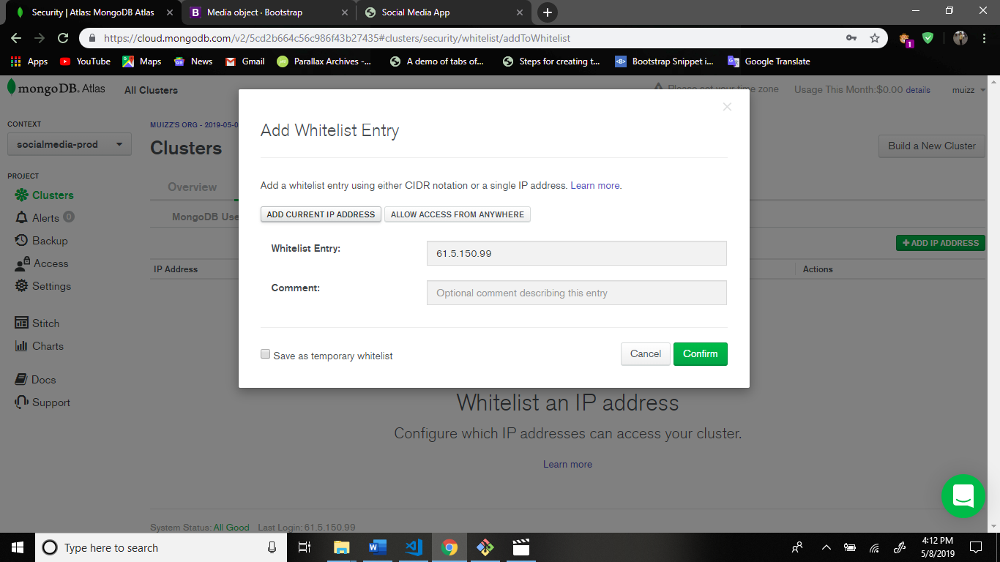 Security | Atlas: MongoDB Atlas
Media object · Bootstrap
Social Media App
https://cloud.mongodb.com/v2/5cd2b664c56c986f43b27435#clusters/security/whitelist/addToWhitelist
1
Apps YouTube Maps News Gmail Parallax Archives -... A demo of tabs of... Steps for creating t... <B> Bootstrap Snippet i... Google Translate
mongoDB. Atlas All Clusters
Please set your time zone Usage This Month:$0.00 details muizz
CONTEXT
socialmedia-prod
MUIZZ'S ORG - 2019-05-0
Clusters
Build a New Cluster
PROJECT
Clusters
Alerts 0
Backup
Access
Settings
Stitch
Charts
Docs
Support
Overview
MongoDB Use
+ ADD IP ADDRESS
IP Address
Actions
Add Whitelist Entry
Add a whitelist entry using either CIDR notation or a single IP address. Learn more.
ADD CURRENT IP ADDRESS ALLOW ACCESS FROM ANYWHERE
Whitelist Entry: 61.5.150.99
Comment: Optional comment describing this entry
Save as temporary whitelist
Cancel Confirm
Whitelist an IP address
Configure which IP addresses can access your cluster.
Learn more
System Status: All Good Last Login: 61.5.150.99
Type here to search
4:12 PM
5/8/2019